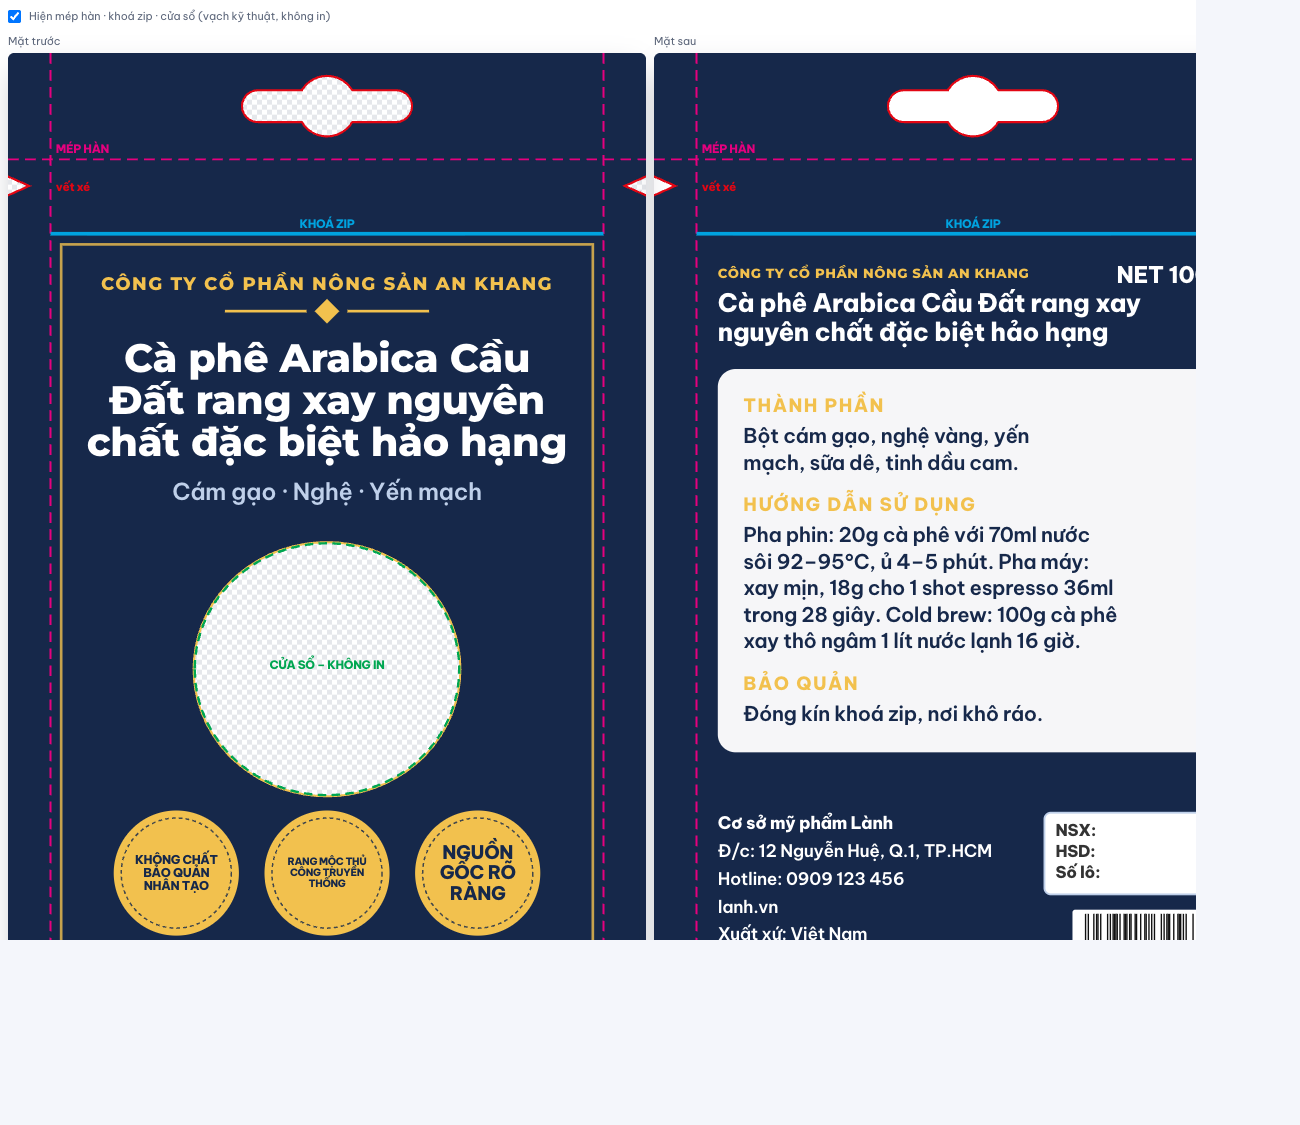 Hiện mép hàn · khoá zip · cửa sổ (vạch kỹ thuật, không in)
Mặt trước
MÉP HÀN
vết xé
KHOÁ ZIP
CÔNG TY CỔ PHẦN NÔNG SẢN AN KHANG
Cà phê Arabica Cầu
Đất rang xay nguyên
chất đặc biệt hảo hạng
Cám gạo · Nghệ · Yến mạch
CỬA SỔ – KHÔNG IN
KHÔNG CHẤT
BẢO QUẢN
NHÂN TẠO
RANG MỘC THỦ
CÔNG TRUYỀN
THỐNG
NGUỒN
GỐC RÕ
RÀNG
Mặt sau
MÉP HÀN
vết xé
KHOÁ ZIP
CÔNG TY CỔ PHẦN NÔNG SẢN AN KHANG
NET 10
Cà phê Arabica Cầu Đất rang xay
nguyên chất đặc biệt hảo hạng
THÀNH PHẦN
Bột cám gạo, nghệ vàng, yến
mạch, sữa dê, tinh dầu cam.
HƯỚNG DẪN SỬ DỤNG
Pha phin: 20g cà phê với 70ml nước
sôi 92–95°C, ủ 4–5 phút. Pha máy:
xay mịn, 18g cho 1 shot espresso 36ml
trong 28 giây. Cold brew: 100g cà phê
xay thô ngâm 1 lít nước lạnh 16 giờ.
BẢO QUẢN
Đóng kín khoá zip, nơi khô ráo.
Cơ sở mỹ phẩm Lành
Đ/c: 12 Nguyễn Huệ, Q.1, TP.HCM
Hotline: 0909 123 456
lanh.vn
Xuất xứ: Việt Nam
NSX:
HSD:
Số lô: